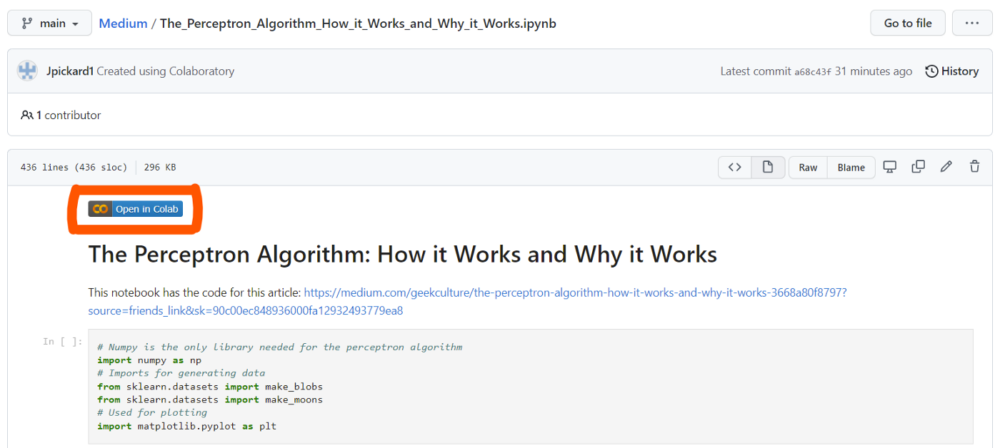 main Medium / The_Perceptron_Algorithm_How_it_Works_and_Why_it_Works.ipynb Go to file ...
Jpickard1 Created using Colaboratory Latest commit a68c43f 31 minutes ago History
1 contributor
436 lines (436 sloc) 296 KB <> Raw Blame
Open in Colab
The Perceptron Algorithm: How it Works and Why it Works
This notebook has the code for this article: https://medium.com/geekculture/the-perceptron-algorithm-how-it-works-and-why-it-works-3668a80f8797?
source=friends_link&sk=90c00ec848936000fa12932493779ea8
In [ ]:
# Numpy is the only library needed for the perceptron algorithm
import numpy as np
# Imports for generating data
from sklearn.datasets import make_blobs
from sklearn.datasets import make_moons
# Used for plotting
import matplotlib.pyplot as plt